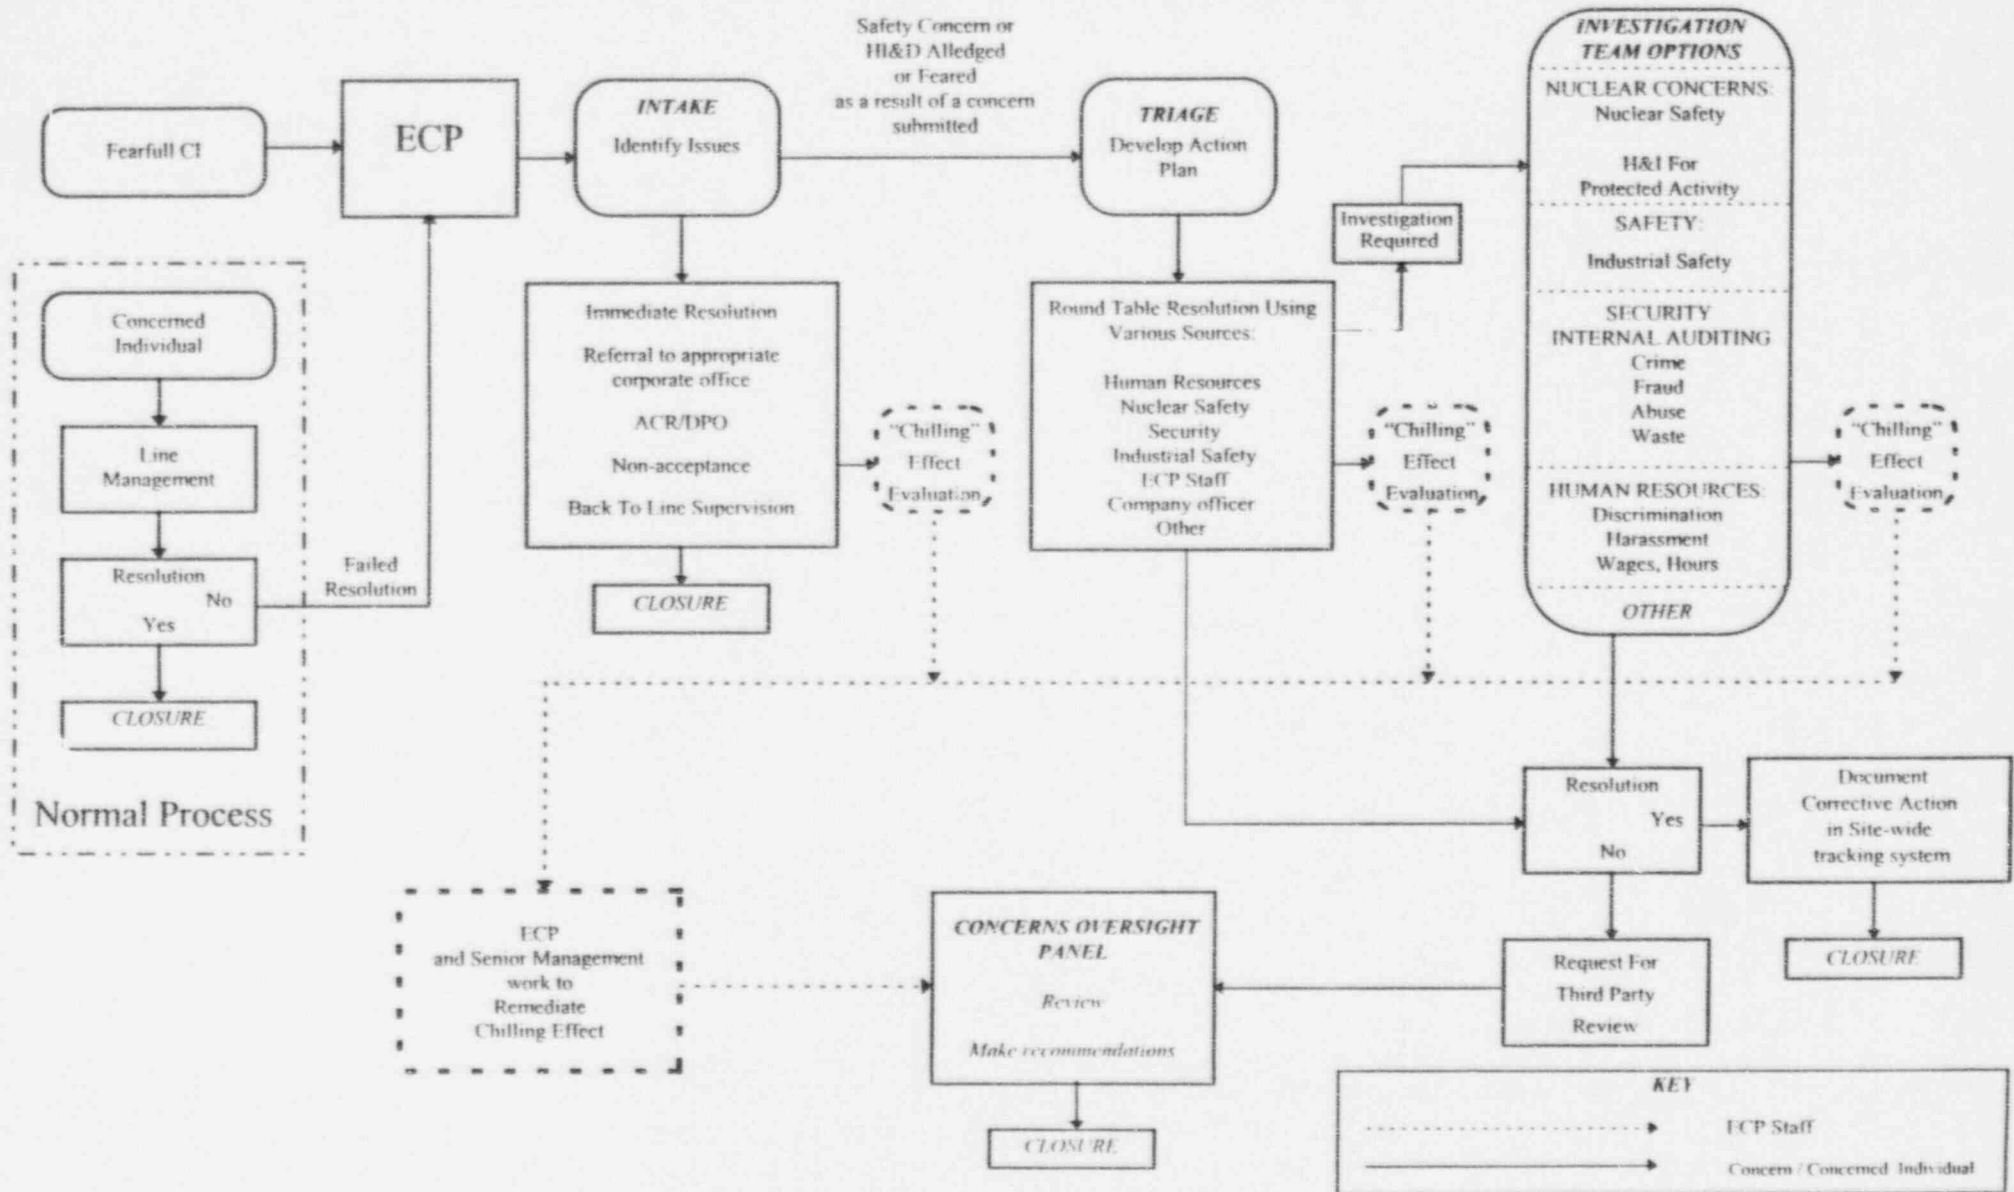 Fearfull CI
ECP
INTAKE
Identify Issues
Safety Concern or
HI&D Alledged
or Feared
as a result of a concern
submitted
TRIAGE
Develop Action
Plan
Investigation
Required
INVESTIGATION
TEAM OPTIONS
NUCLEAR CONCERNS:
Nuclear Safety
H&I For
Protected Activity
SAFETY:
Industrial Safety
SECURITY
INTERNAL AUDITING
Crime
Fraud
Abuse
Waste
HUMAN RESOURCES:
Discrimination
Harassment
Wages, Hours
OTHER
Concerned
Individual
Line
Management
Resolution
No
Yes
CLOSURE
Normal Process
Failed
Resolution
Immediate Resolution
Referral to appropriate
corporate office
ACR/DPO
Non-acceptance
Back To Line Supervision
CLOSURE
"Chilling"
Effect
Evaluation
Round Table Resolution Using
Various Sources:
Human Resources
Nuclear Safety
Security
Industrial Safety
ECP Staff
Company officer
Other
"Chilling"
Effect
Evaluation
"Chilling"
Effect
Evaluation
Resolution
Yes
No
Document
Corrective Action
in Site-wide
tracking system
CLOSURE
Request For
Third Party
Review
ECP
and Senior Management
work to
Remediate
Chilling Effect
CONCERNS OVERSIGHT
PANEL
Review
Make recommendations
CLOSURE
KEY
ECP Staff
Concern / Concerned Individual